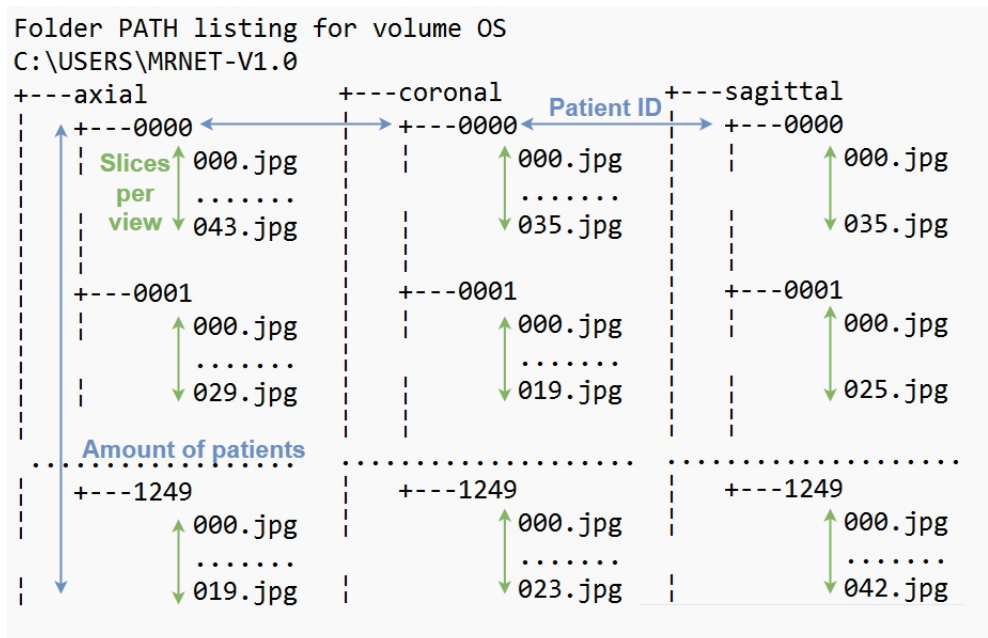 Folder PATH listing for volume OS
C:\USERS\MRNET-V1.0
+---axial +---coronal +---sagittal
Patient ID
+---0000 +---0000 +---0000
Slices per view
000.jpg 000.jpg 000.jpg
....... .......
043.jpg 035.jpg 035.jpg
+---0001 +---0001 +---0001
000.jpg 000.jpg 000.jpg
....... .......
029.jpg 019.jpg 025.jpg
Amount of patients
.................... .................... ....................
+---1249 +---1249 +---1249
000.jpg 000.jpg 000.jpg
....... ....... .......
019.jpg 023.jpg 042.jpg